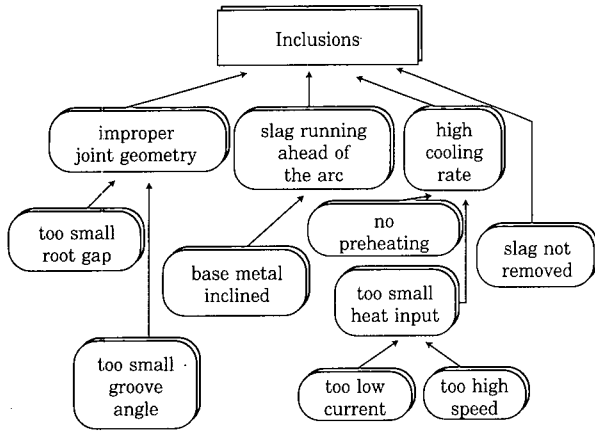 Inclusions
improper
joint geometry
slag running
ahead of
the arc
high
cooling
rate
too small
root gap
no
preheating
slag not
removed
base metal
inclined
too small
heat input
too small
groove
angle
too low
current
too high
speed